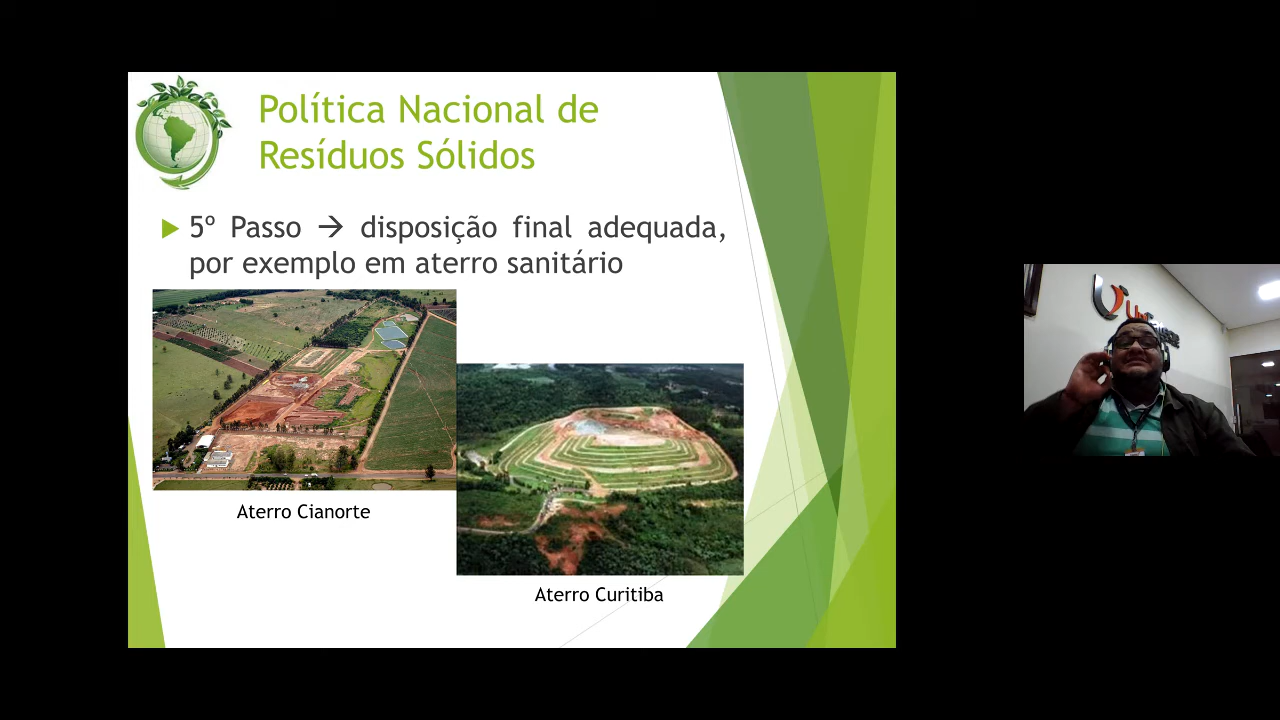 Política Nacional de
Resíduos Sólidos
5º Passo → disposição final adequada,
por exemplo em aterro sanitário
Aterro Cianorte
Aterro Curitiba